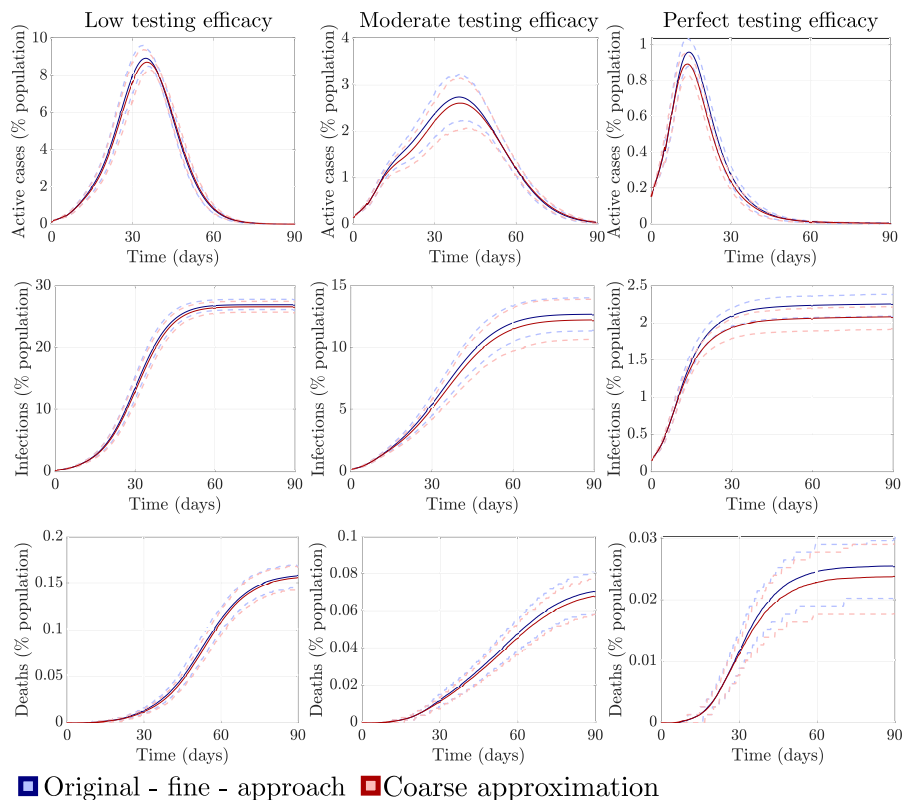 Low testing efficacy Moderate testing efficacy Perfect testing efficacy
Active cases (% population)
10
8
6
4
2
0
0 30 60 90
Time (days)
Active cases (% population)
4
3
2
1
0
0 30 60 90
Time (days)
Active cases (% population)
1
0.8
0.6
0.4
0.2
0
0 30 60 90
Time (days)
Infections (% population)
30
20
10
0
0 30 60 90
Time (days)
Infections (% population)
15
10
5
0
0 30 60 90
Time (days)
Infections (% population)
2.5
2
1.5
1
0.5
0
0 30 60 90
Time (days)
Deaths (% population)
0.2
0.15
0.1
0.05
0
0 30 60 90
Time (days)
Deaths (% population)
0.1
0.08
0.06
0.04
0.02
0
0 30 60 90
Time (days)
Deaths (% population)
0.03
0.02
0.01
0
0 30 60 90
Time (days)
Original - fine - approach Coarse approximation